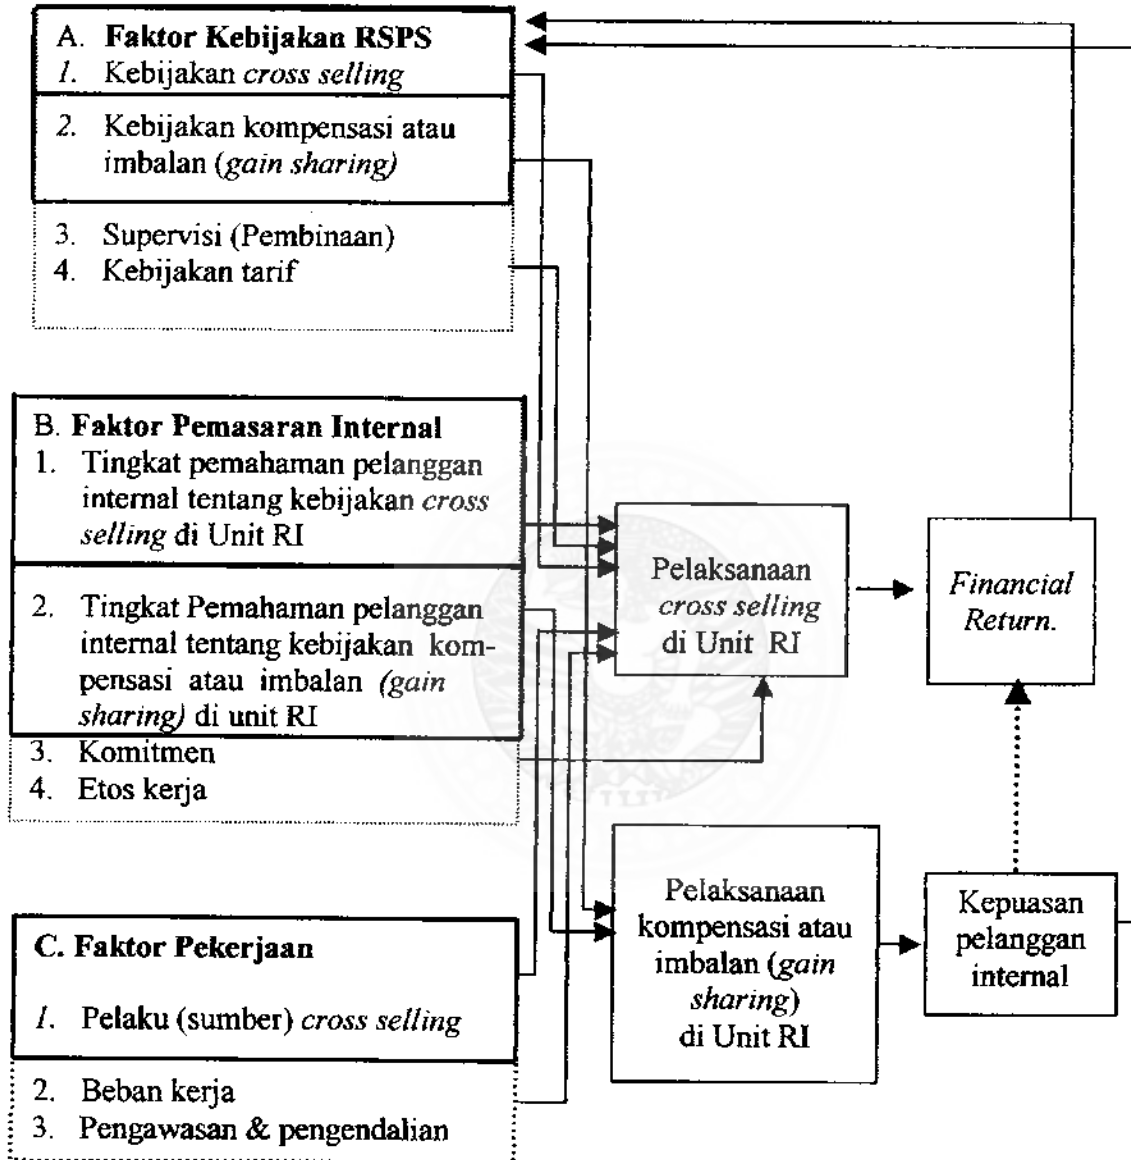 A. Faktor Kebijakan RSPS
1. Kebijakan cross selling
2. Kebijakan kompensasi atau
imbalan (gain sharing)
3. Supervisi (Pembinaan)
4. Kebijakan tarif
B. Faktor Pemasaran Internal
1. Tingkat pemahaman pelanggan
internal tentang kebijakan cross
selling di Unit RI
2. Tingkat Pemahaman pelanggan
internal tentang kebijakan kom-
pensasi atau imbalan (gain
sharing) di unit RI
3. Komitmen
4. Etos kerja
C. Faktor Pekerjaan
1. Pelaku (sumber) cross selling
2. Beban kerja
3. Pengawasan & pengendalian
Pelaksanaan
cross selling
di Unit RI
Financial
Return.
Pelaksanaan
kompensasi atau
imbalan (gain
sharing)
di Unit RI
Kepuasan
pelanggan
internal